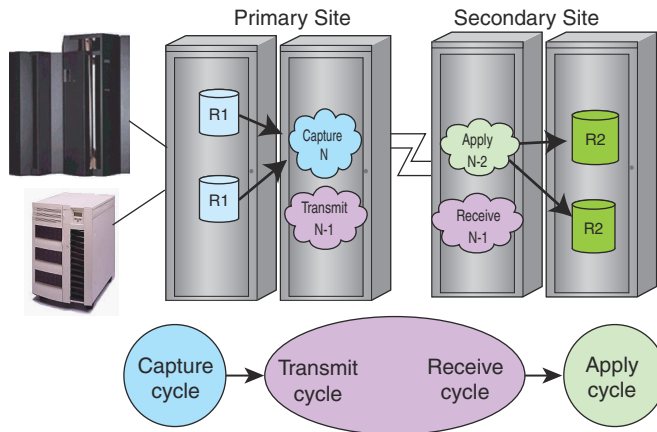 Primary Site
Secondary Site
R1
Capture
N
Apply
N-2
R2
R1
Transmit
N-1
Receive
N-1
R2
Capture
cycle
Transmit
cycle
Receive
cycle
Apply
cycle